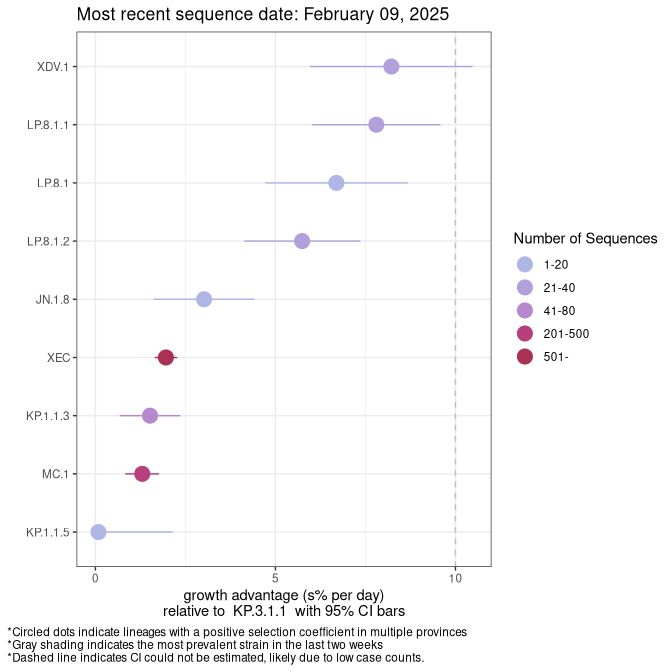 Most recent sequence date: February 09, 2025
XDV.1
LP.8.1.1
LP.8.1
LP.8.1.2
JN.1.8
XEC
KP.1.1.3
MC.1
KP.1.1.5
0 5 10
growth advantage (s% per day)
relative to KP.3.1.1 with 95% CI bars
Number of Sequences
1-20
21-40
41-80
201-500
501-
*Circled dots indicate lineages with a positive selection coefficient in multiple provinces
*Gray shading indicates the most prevalent strain in the last two weeks
*Dashed line indicates CI could not be estimated, likely due to low case counts.